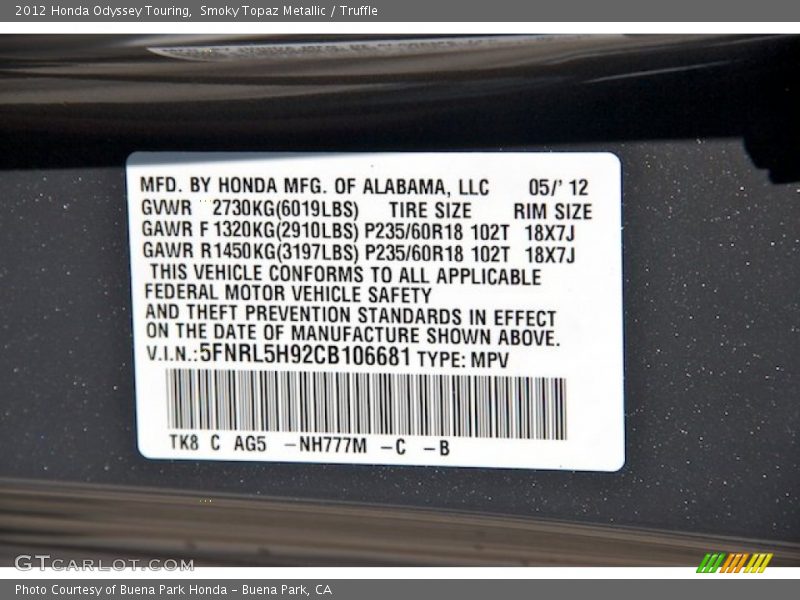 2012 Honda Odyssey Touring, Smoky Topaz Metallic / Truffle
MFD. BY HONDA MFG. OF ALABAMA, LLC 05/' 12
GVWR 2730KG(6019LBS) TIRE SIZE RIM SIZE
GAWR F 1320KG(2910LBS) P235/60R18 102T 18X7J
GAWR R1450KG(3197LBS) P235/60R18 102T 18X7J
THIS VEHICLE CONFORMS TO ALL APPLICABLE
FEDERAL MOTOR VEHICLE SAFETY
AND THEFT PREVENTION STANDARDS IN EFFECT
ON THE DATE OF MANUFACTURE SHOWN ABOVE.
V.I.N.:5FNRL5H92CB106681 TYPE: MPV
TK8 C AG5 -NH777M -C -B
GTCARLOT.COM
Photo Courtesy of Buena Park Honda - Buena Park, CA